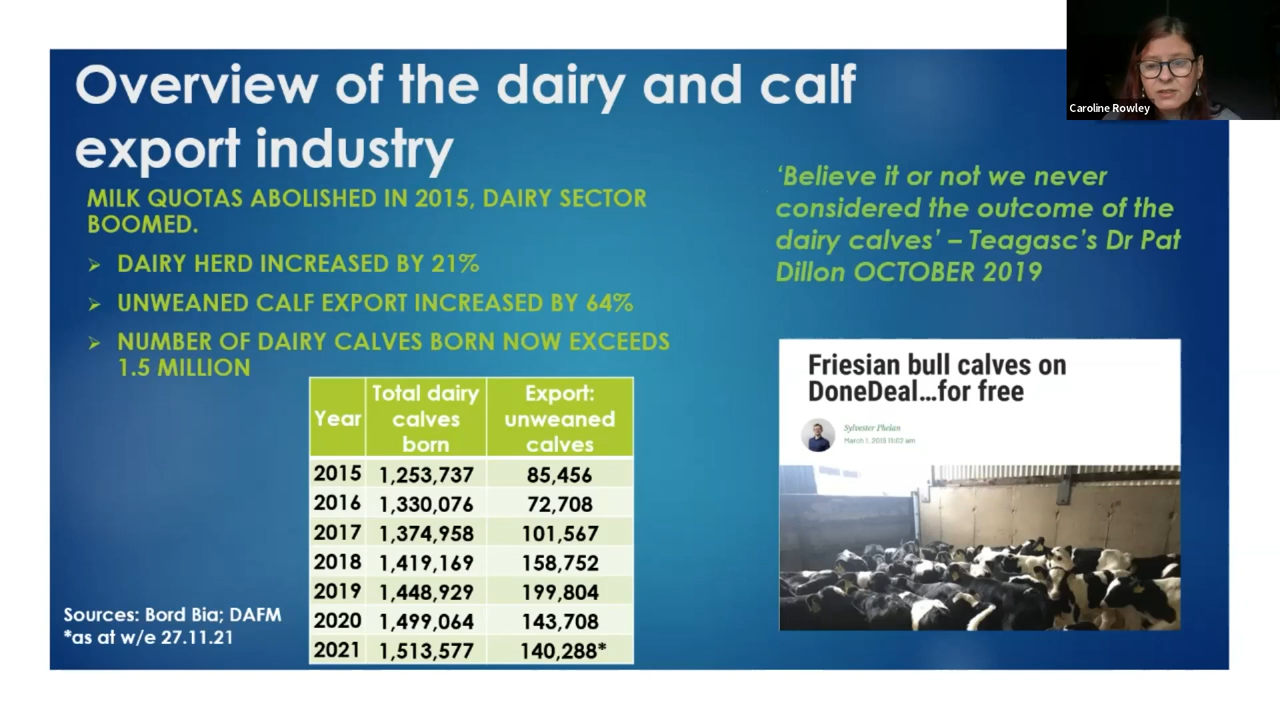 Overview of the dairy and calf
export industry
MILK QUOTAS ABOLISHED IN 2015, DAIRY SECTOR
BOOMED.
➢ DAIRY HERD INCREASED BY 21%
➢ UNWEANED CALF EXPORT INCREASED BY 64%
➢ NUMBER OF DAIRY CALVES BORN NOW EXCEEDS
1.5 MILLION
Year Total dairy calves born Export: unweaned calves
2015 1,253,737 85,456
2016 1,330,076 72,708
2017 1,374,958 101,567
2018 1,419,169 158,752
2019 1,448,929 199,804
2020 1,499,064 143,708
2021 1,513,577 140,288*
Sources: Bord Bia; DAFM
*as at w/e 27.11.21
Caroline Rowley
‘Believe it or not we never
considered the outcome of the
dairy calves’ – Teagasc’s Dr Pat
Dillon OCTOBER 2019
Friesian bull calves on
DoneDeal...for free
Sylvester Phelan
March 1, 2019 11:02 am